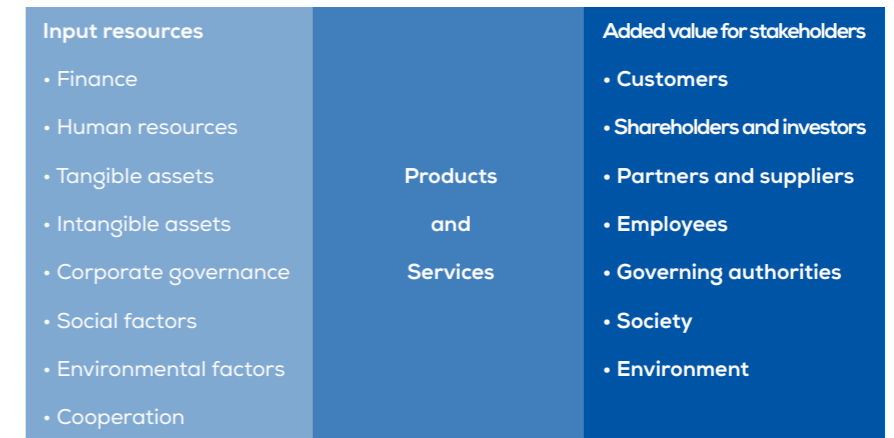 Input resources
• Finance
• Human resources
• Tangible assets
• Intangible assets
• Corporate governance
• Social factors
• Environmental factors
• Cooperation
Products
and
Services
Added value for stakeholders
• Customers
• Shareholders and investors
• Partners and suppliers
• Employees
• Governing authorities
• Society
• Environment